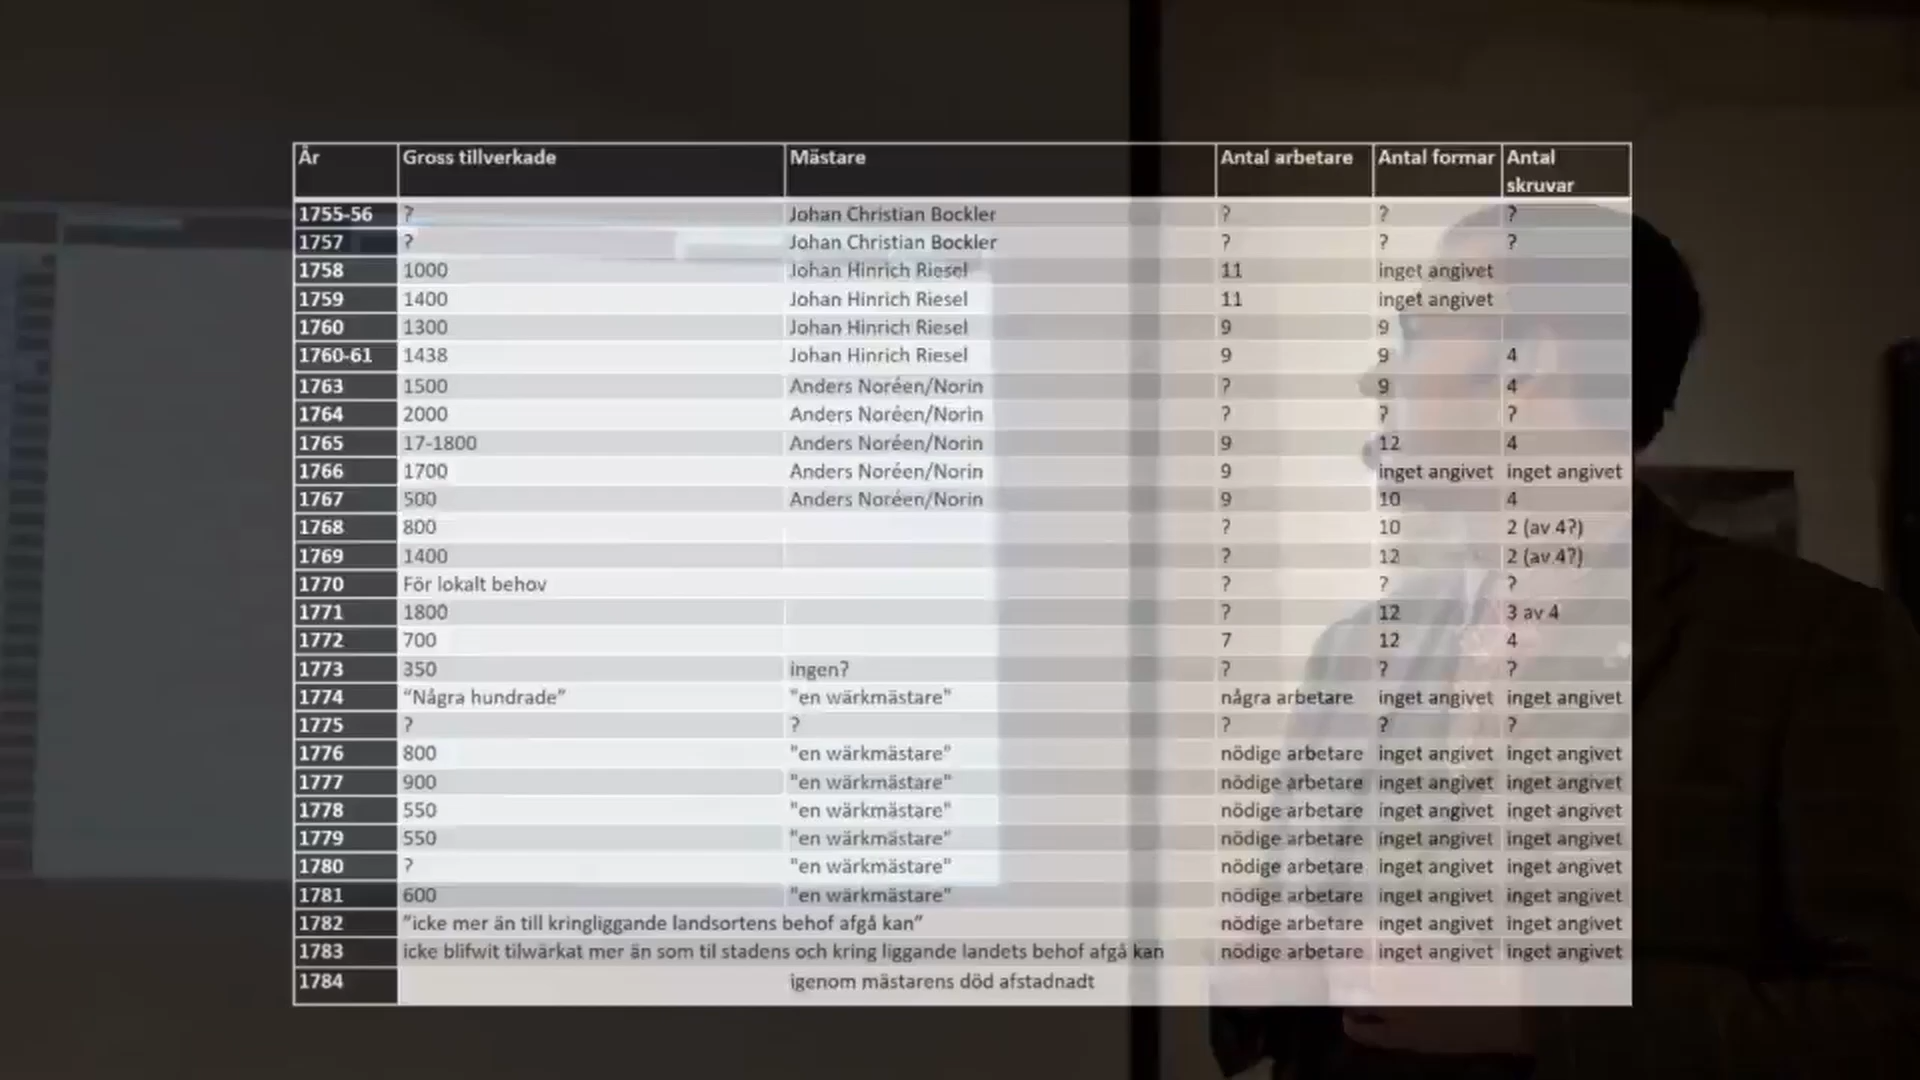 År Gross tillverkade Mästare Antal arbetare Antal formar Antal skruvar
1755-56 ? Johan Christian Bockler ? ? ?
1757 ? Johan Christian Bockler ? ? ?
1758 1000 Johan Hinrich Riesel 11 inget angivet
1759 1400 Johan Hinrich Riesel 11 inget angivet
1760 1300 Johan Hinrich Riesel 9 9
1760-61 1438 Johan Hinrich Riesel 9 9 4
1763 1500 Anders Noréen/Norin ? 9 4
1764 2000 Anders Noréen/Norin ? ? ?
1765 17-1800 Anders Noréen/Norin 9 12 4
1766 1700 Anders Noréen/Norin 9 inget angivet inget angivet
1767 500 Anders Noréen/Norin 9 10 4
1768 800 ? 10 2 (av 4?)
1769 1400 ? 12 2 (av 4?)
1770 För lokalt behov ? ? ?
1771 1800 ? 12 3 av 4
1772 700 7 12 4
1773 350 ingen? ? ? ?
1774 “Några hundrade” "en wärkmästare" några arbetare inget angivet inget angivet
1775 ? ? ? ? ?
1776 800 "en wärkmästare" nödige arbetare inget angivet inget angivet
1777 900 "en wärkmästare" nödige arbetare inget angivet inget angivet
1778 550 "en wärkmästare" nödige arbetare inget angivet inget angivet
1779 550 "en wärkmästare" nödige arbetare inget angivet inget angivet
1780 ? "en wärkmästare" nödige arbetare inget angivet inget angivet
1781 600 "en wärkmästare" nödige arbetare inget angivet inget angivet
1782 ”icke mer än till kringliggande landsortens behof afgå kan” nödige arbetare inget angivet inget angivet
1783 icke blifwit tilwärkat mer än som til stadens och kring liggande landets behof afgå kan nödige arbetare inget angivet inget angivet
1784 igenom mästarens död afstadnadt